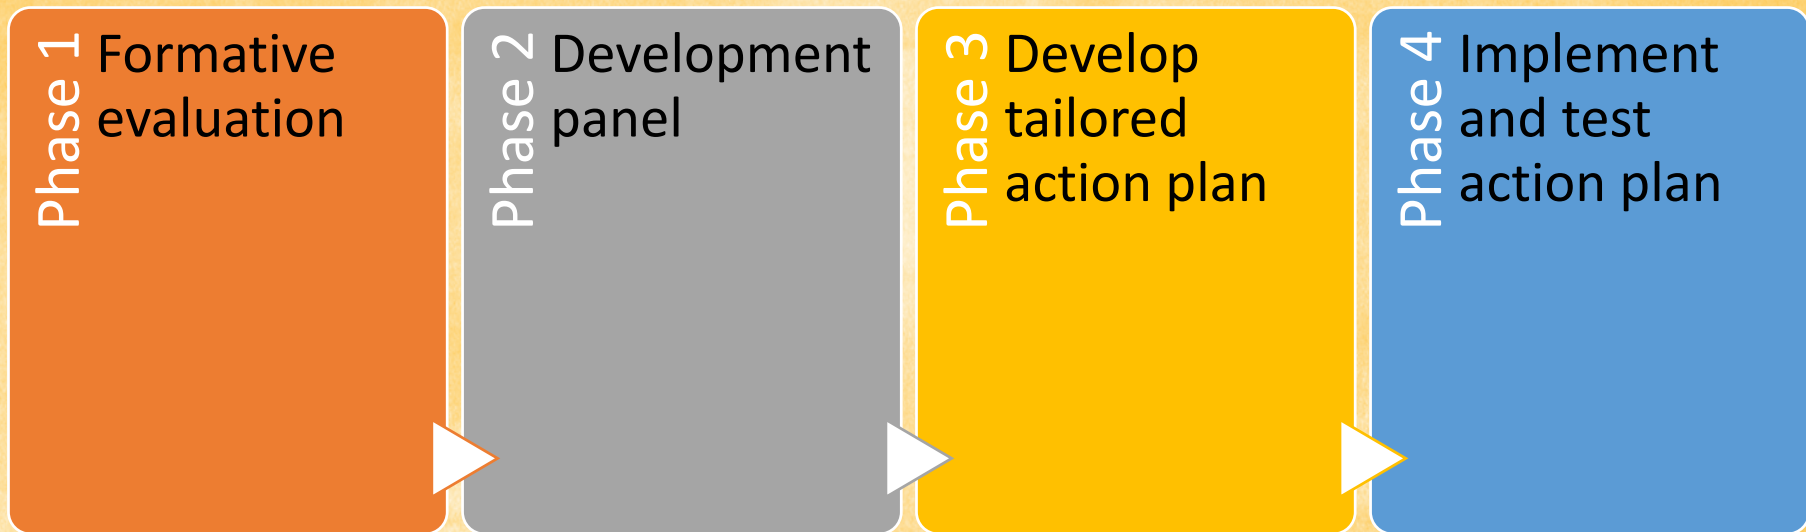 Phase 1
Formative
evaluation
Phase 2
Development
panel
Phase 3
Develop
tailored
action plan
Phase 4
Implement
and test
action plan